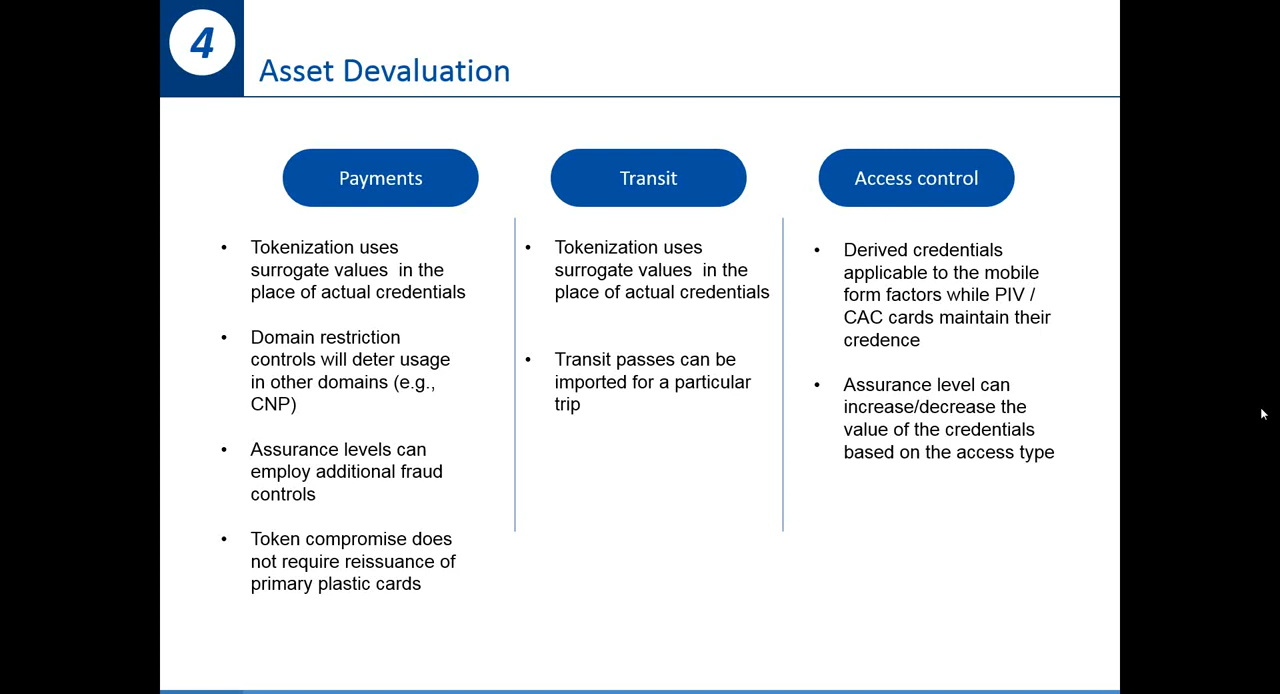 4
Asset Devaluation
Payments
Tokenization uses
surrogate values  in the
place of actual credentials
Domain restriction
controls will deter usage
in other domains (e.g.,
CNP)
Assurance levels can
employ additional fraud
controls
Token compromise does
not require reissuance of
primary plastic cards
Transit
Tokenization uses
surrogate values  in the
place of actual credentials
Transit passes can be
imported for a particular
trip
Access control
Derived credentials
applicable to the mobile
form factors while PIV /
CAC cards maintain their
credence
Assurance level can
increase/decrease the
value of the credentials
based on the access type